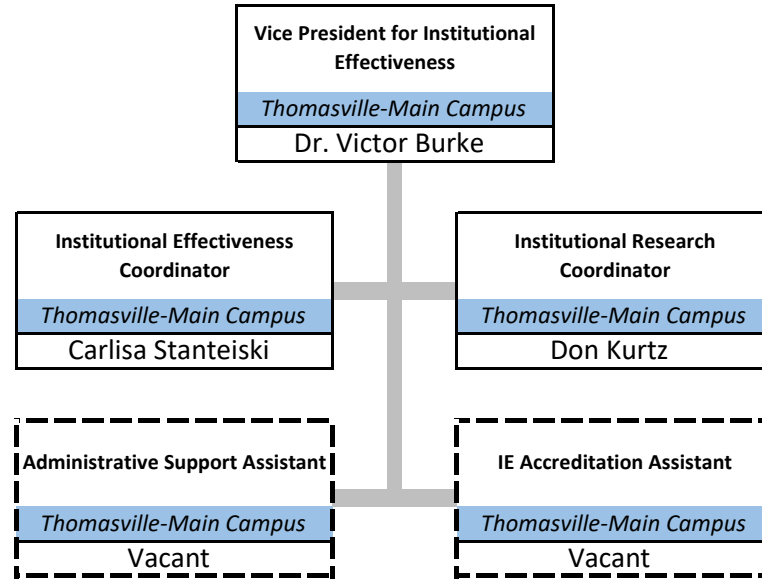 Vice President for Institutional
Effectiveness
Thomasville-Main Campus
Dr. Victor Burke
Institutional Effectiveness
Coordinator
Thomasville-Main Campus
Carlisa Stanteiski
Institutional Research
Coordinator
Thomasville-Main Campus
Don Kurtz
Administrative Support Assistant
Thomasville-Main Campus
Vacant
IE Accreditation Assistant
Thomasville-Main Campus
Vacant